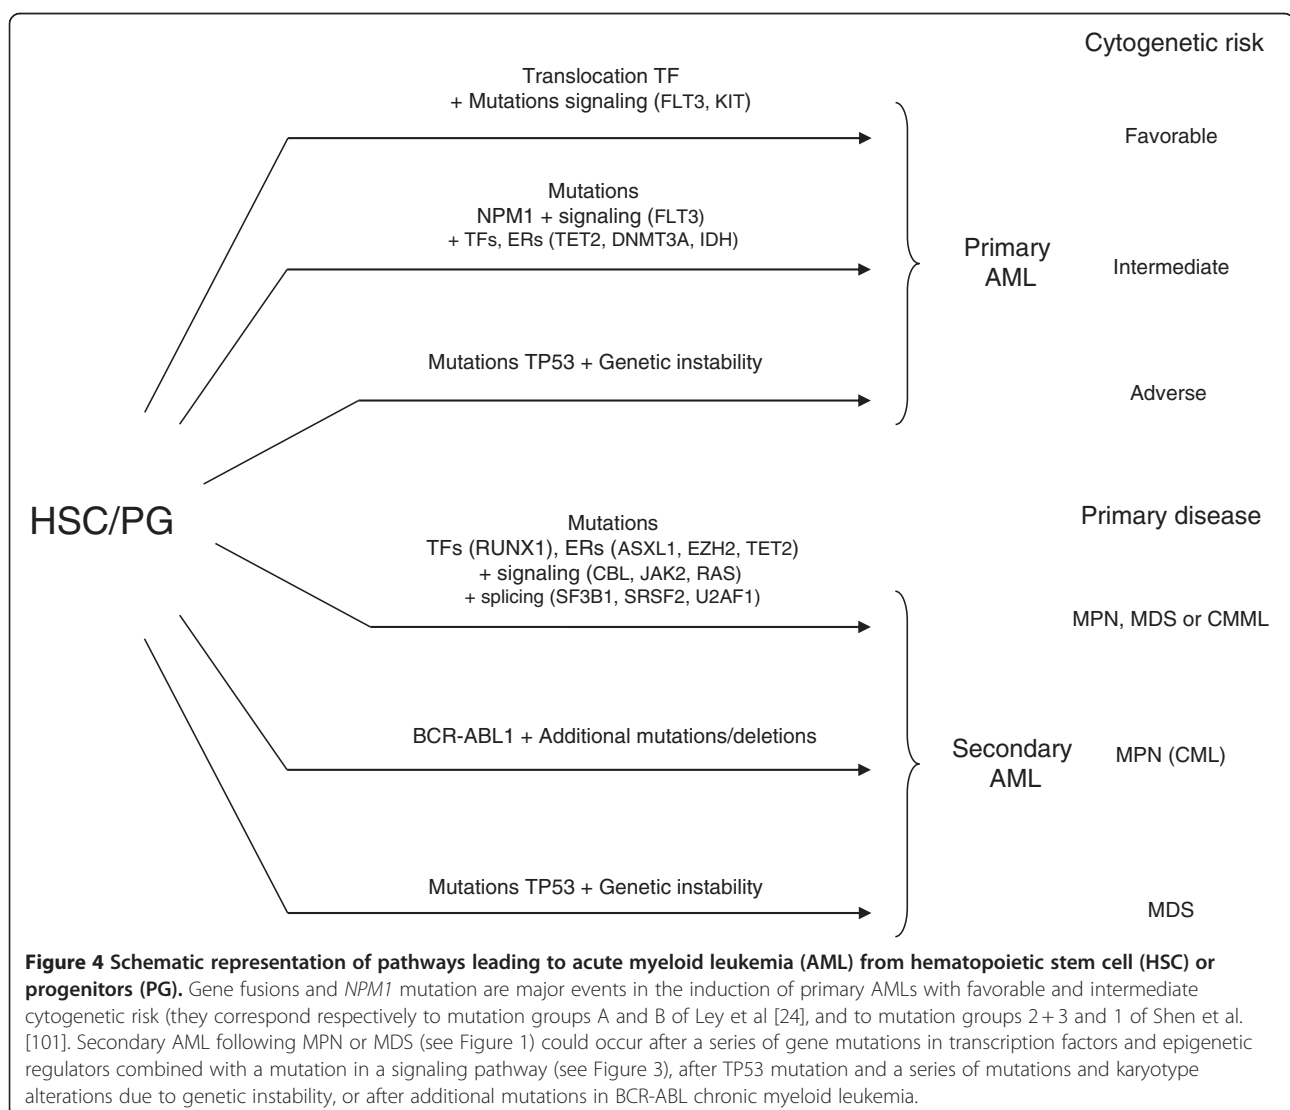 Cytogenetic risk
Translocation TF
+ Mutations signaling (FLT3, KIT)
Favorable
Mutations
NPM1 + signaling (FLT3)
+ TFs, ERs (TET2, DNMT3A, IDH)
Primary
AML
Intermediate
Mutations TP53 + Genetic instability
Adverse
HSC/PG
Primary disease
Mutations
TFs (RUNX1), ERs (ASXL1, EZH2, TET2)
+ signaling (CBL, JAK2, RAS)
+ splicing (SF3B1, SRSF2, U2AF1)
MPN, MDS or CMML
BCR-ABL1 + Additional mutations/deletions
Secondary
AML
MPN (CML)
Mutations TP53 + Genetic instability
MDS
Figure 4 Schematic representation of pathways leading to acute myeloid leukemia (AML) from hematopoietic stem cell (HSC) or
progenitors (PG). Gene fusions and NPM1 mutation are major events in the induction of primary AMLs with favorable and intermediate
cytogenetic risk (they correspond respectively to mutation groups A and B of Ley et al [24], and to mutation groups 2 + 3 and 1 of Shen et al.
[101]. Secondary AML following MPN or MDS (see Figure 1) could occur after a series of gene mutations in transcription factors and epigenetic
regulators combined with a mutation in a signaling pathway (see Figure 3), after TP53 mutation and a series of mutations and karyotype
alterations due to genetic instability, or after additional mutations in BCR-ABL chronic myeloid leukemia.